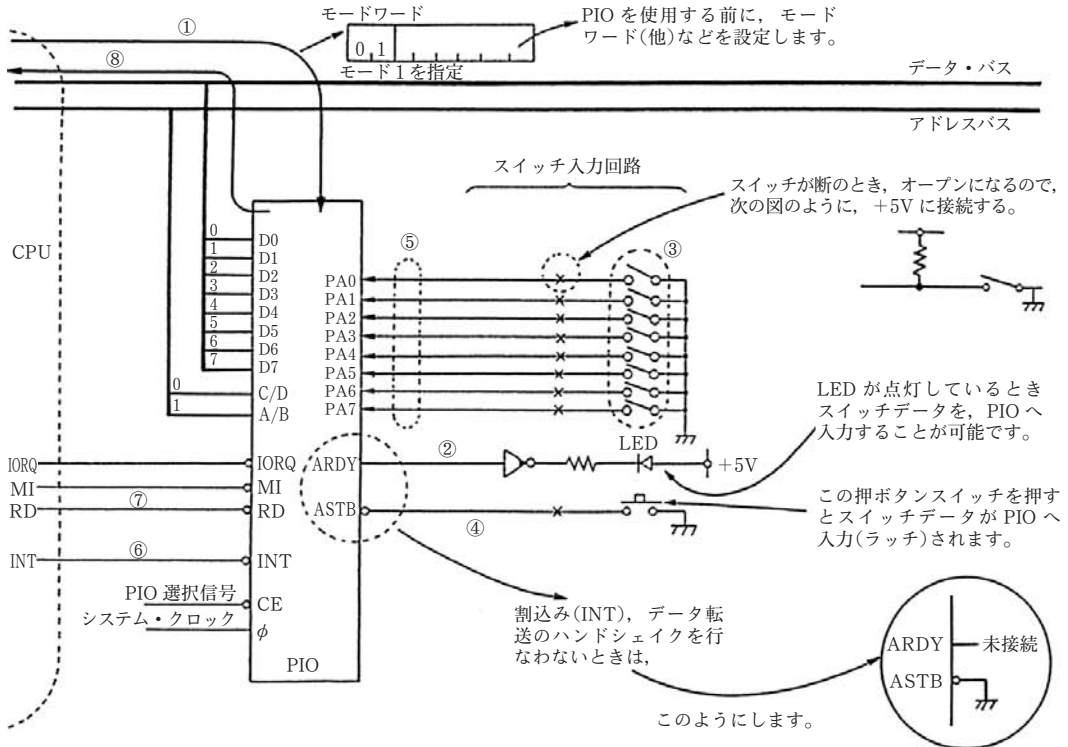 モードワード
①
0 1
PIO を使用する前に，モード
ワード(他)などを設定します。
モード 1 を指定
⑧
データ・バス
アドレスバス
スイッチ入力回路
スイッチが断のとき，オープンになるので，
次の図のように，＋5V に接続する。
CPU
0
1
2
3
4
5
6
7
D0
D1
D2
D3
D4
D5
D6
D7
0
1
C/D
A/B
⑤
③
PA0
PA1
PA2
PA3
PA4
PA5
PA6
PA7
LED が点灯しているとき
スイッチデータを，PIO へ
入力することが可能です。
IORQ
MI
RD
⑦
IORQ
MI
RD
ARDY
ASTB
②
LED
＋5V
④
この押ボタンスイッチを押す
とスイッチデータが PIO へ
入力(ラッチ)されます。
INT
⑥
INT
PIO 選択信号
CE
システム・クロック
φ
PIO
割込み(INT)，データ転
送のハンドシェイクを行
なわないときは，
このようにします。
ARDY
未接続
ASTB